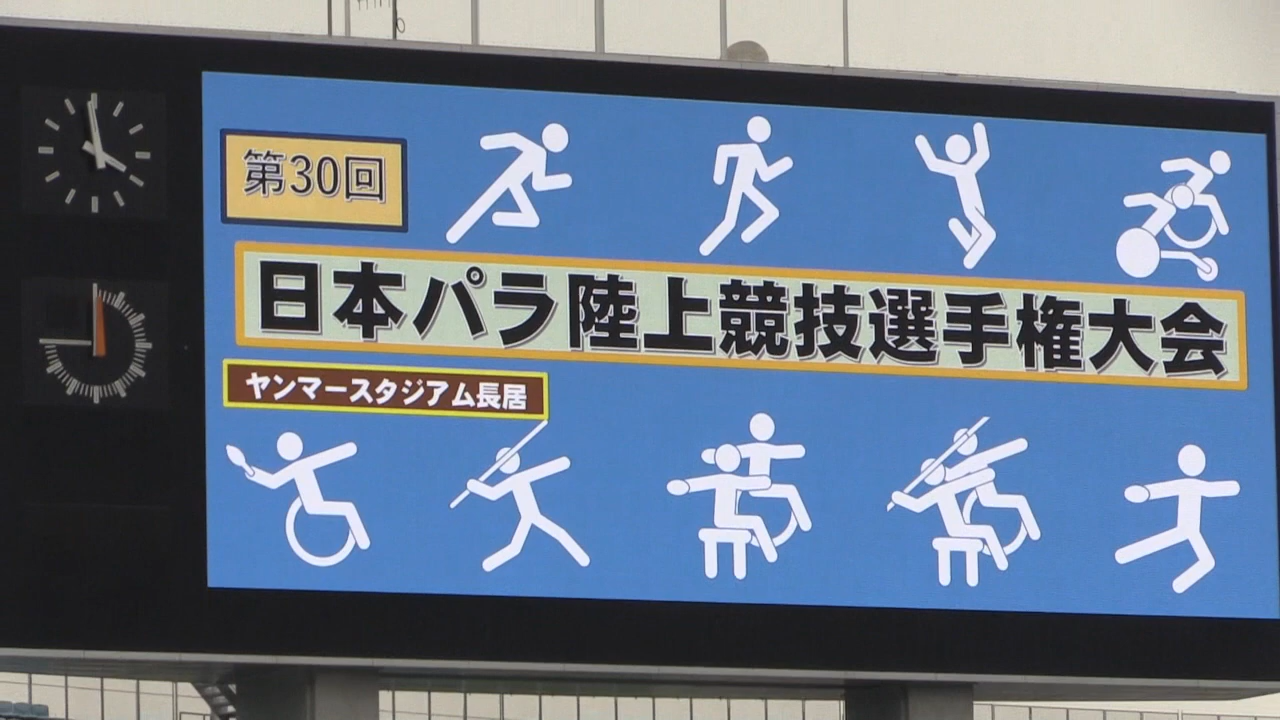 第30回
日本パラ陸上競技選手権大会
ヤンマースタジアム長居